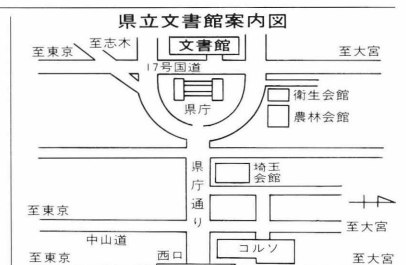 県立文書館案内図
至東京
至志木
文書館
至大宮
17号国道
県庁
衛生会館
農林会館
県庁通り
埼玉
会館
至東京
至大宮
中山道
コルソ
至東京
西口
至大宮